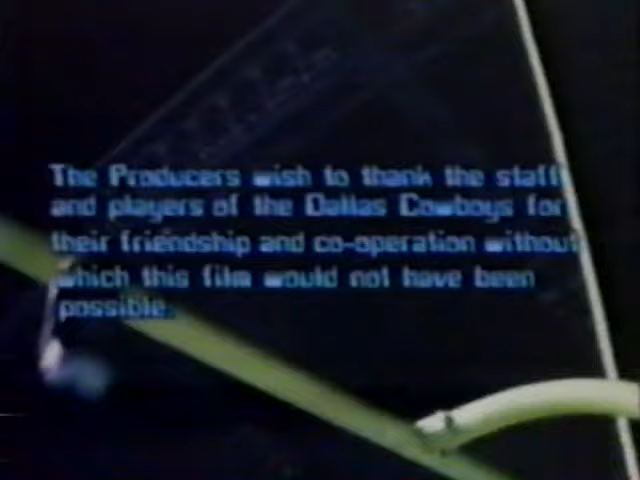 The Producers wish to thank the staff
and players of the Dallas Cowboys for
their friendship and co-operation without
which this film would not have been
possible.